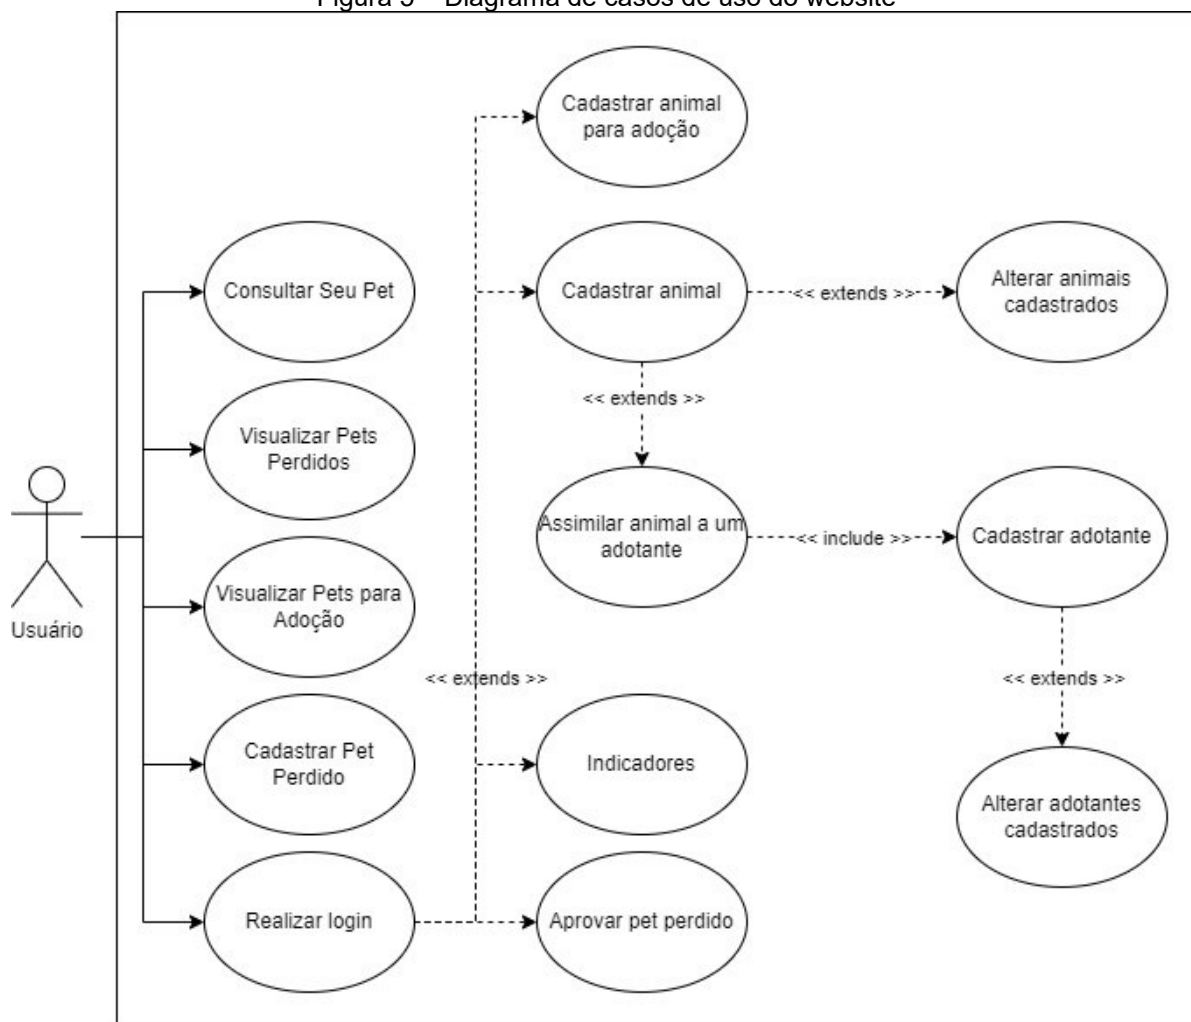 Figura 5 – Diagrama de casos de uso do website
Cadastrar animal
para adoção
Consultar Seu Pet
Cadastrar animal
<< extends >>
Alterar animais
cadastrados
<< extends >>
Visualizar Pets
Perdidos
Assimilar animal a um
adotante
<< include >>
Cadastrar adotante
Visualizar Pets para
Adoção
Usuário
<< extends >>
<< extends >>
Cadastrar Pet
Perdido
Indicadores
Alterar adotantes
cadastrados
Realizar login
Aprovar pet perdido